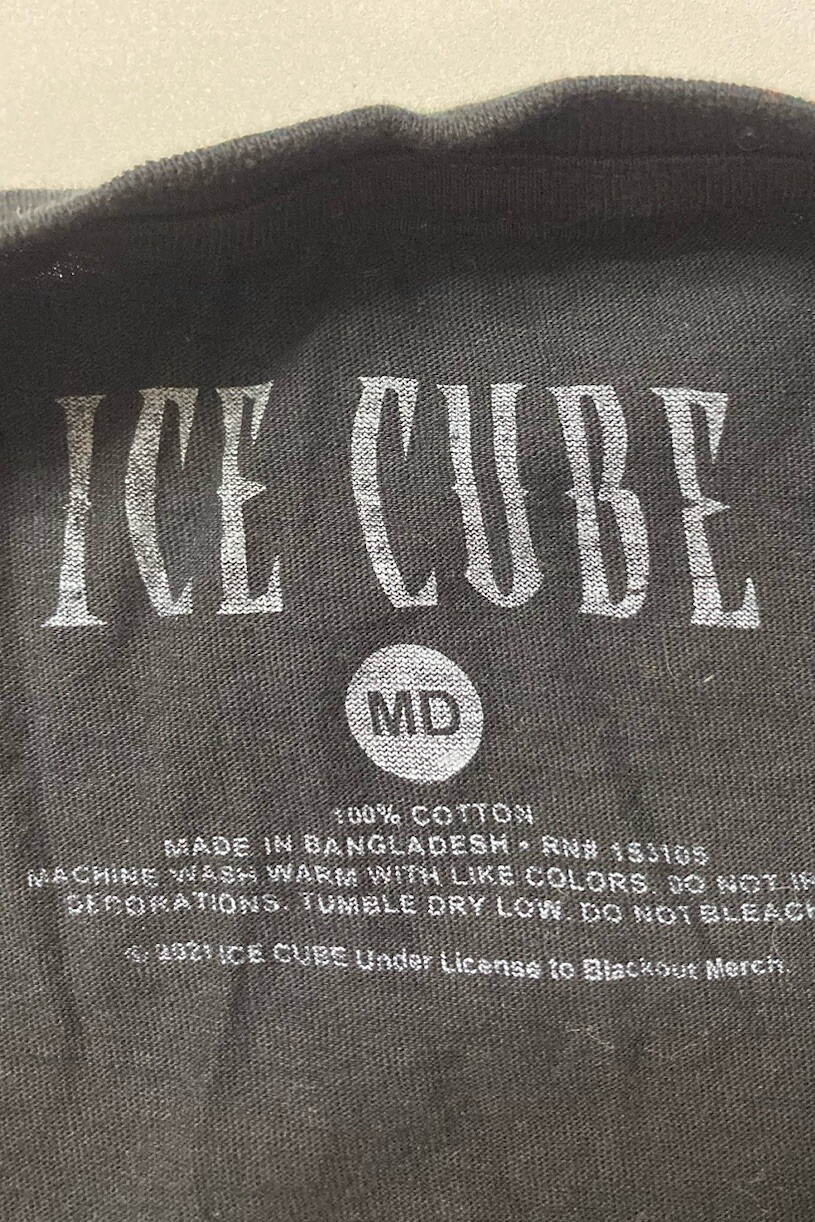 ICE CUBE
MD
100% COTTON
MADE IN BANGLADESH • RN# 153105
MACHINE WASH WARM WITH LIKE COLORS. DO NOT
DECORATIONS. TUMBLE DRY LOW. DO NOT BLEACH
© 2021 ICE CUBE Under License to Blackout Merch.